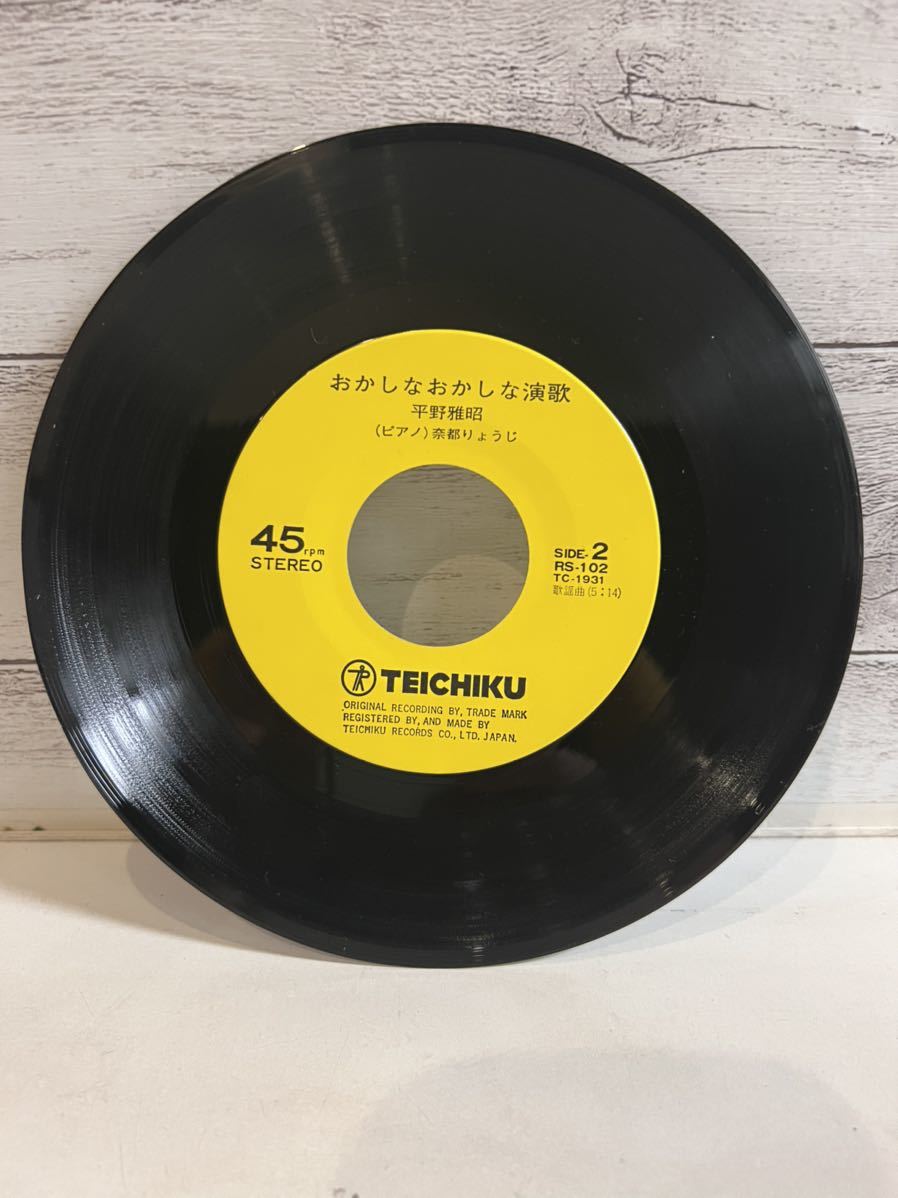 おかしなおかしな演歌
平野雅昭
(ピアノ)奈都りょうじ
45rpm
STEREO
SIDE-2
RS-102
TC-1931
歌謡曲(5:14)
TR TEICHIKU
ORIGINAL RECORDING BY, TRADE MARK
REGISTERED BY, AND MADE BY
TEICHIKU RECORDS CO., LTD. JAPAN.